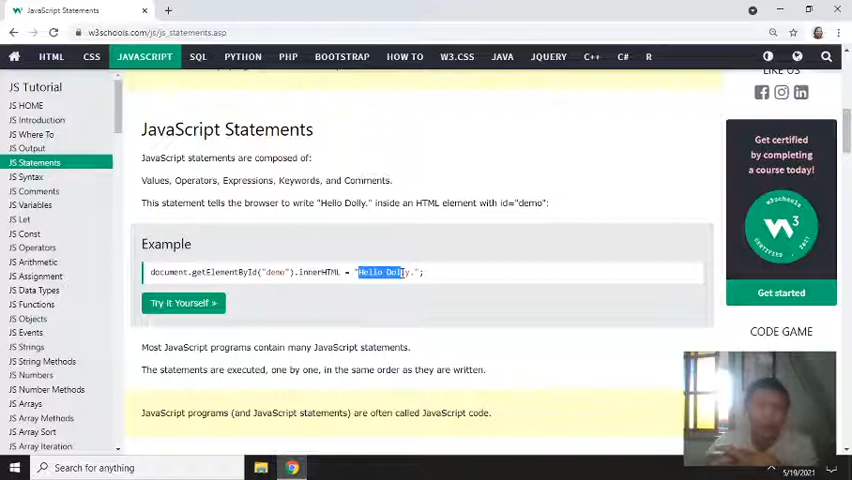 JavaScript Statements
w3schools.com/js/js_statements.asp
HTML CSS JAVASCRIPT SQL PYTHON PHP BOOTSTRAP HOW TO W3.CSS JAVA JQUERY C++ C# R
JS Tutorial
JS HOME
JS Introduction
JS Where To
JS Output
JS Statements
JS Syntax
JS Comments
JS Variables
JS Let
JS Const
JS Operators
JS Arithmetic
JS Assignment
JS Data Types
JS Functions
JS Objects
JS Events
JS Strings
JS String Methods
JS Numbers
JS Number Methods
JS Arrays
JS Array Methods
JS Array Sort
JS Array Iteration
JavaScript Statements
JavaScript statements are composed of:
Values, Operators, Expressions, Keywords, and Comments.
This statement tells the browser to write "Hello Dolly." inside an HTML element with id="demo":
Example
document.getElementById("demo").innerHTML = "Hello Dolly.";
Try it Yourself »
Most JavaScript programs contain many JavaScript statements.
The statements are executed, one by one, in the same order as they are written.
JavaScript programs (and JavaScript statements) are often called JavaScript code.
LIKE US
Get certified
by completing
a course today!
w3schools
W3
CERTIFIED . 2021
Get started
CODE GAME
Search for anything
5/19/2021